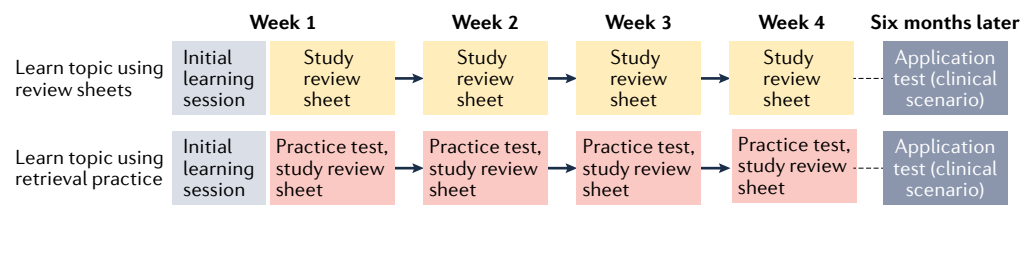 Week 1
Week 2
Week 3
Week 4
Six months later
Learn topic using
review sheets
Initial
learning
session
Study
review
sheet
Study
review
sheet
Study
review
sheet
Study
review
sheet
Application
test (clinical
scenario)
Learn topic using
retrieval practice
Initial
learning
session
Practice test,
study review
sheet
Practice test,
study review
sheet
Practice test,
study review
sheet
Practice test,
study review
sheet
Application
test (clinical
scenario)